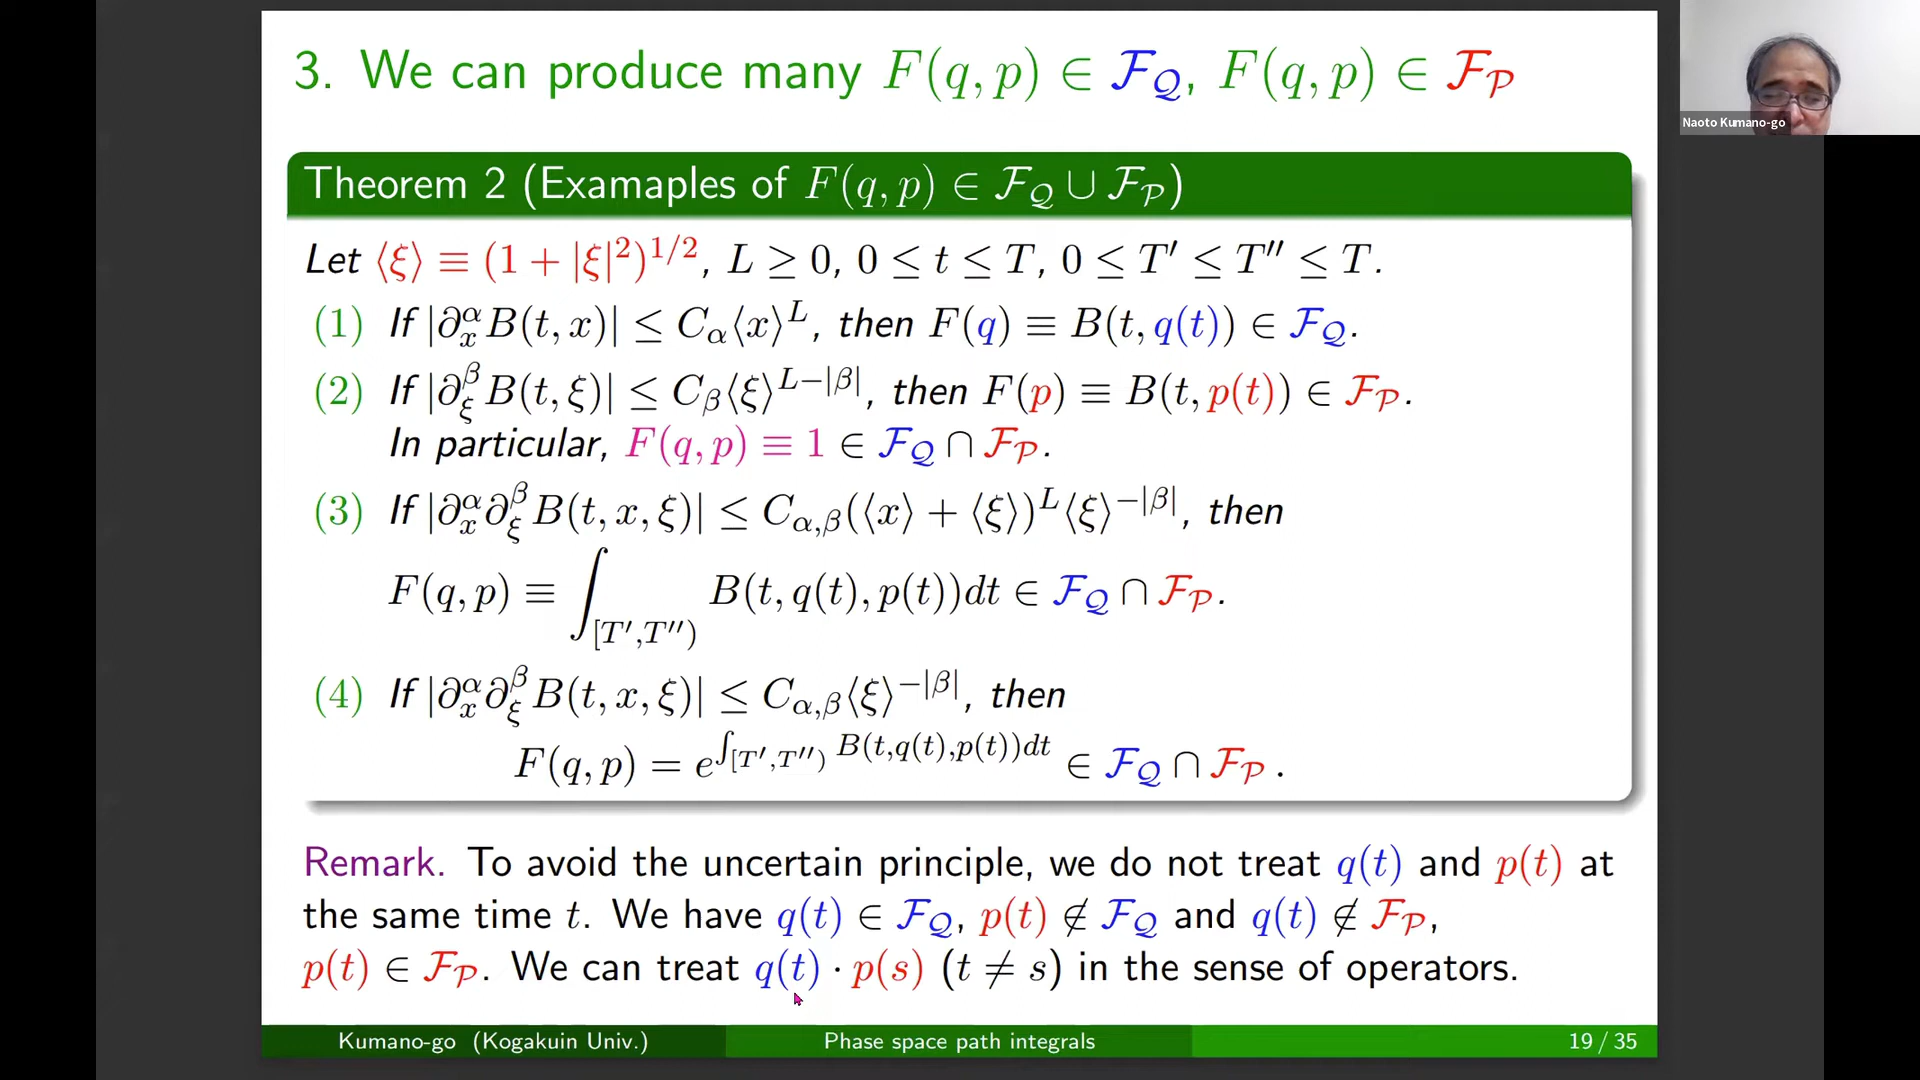 3. We can produce many F(q, p) ∈ 𝓕_𝒬, F(q, p) ∈ 𝓕_𝒫
Naoto Kumano-go
Theorem 2 (Examaples of F(q, p) ∈ 𝓕_𝒬 ∪ 𝓕_𝒫)
Let ⟨ξ⟩ ≡ (1 + |ξ|²)^{1/2}, L ≥ 0, 0 ≤ t ≤ T, 0 ≤ T′ ≤ T″ ≤ T.
(1) If |∂_x^α B(t, x)| ≤ C_α⟨x⟩^L, then F(q) ≡ B(t, q(t)) ∈ 𝓕_𝒬.
(2) If |∂_ξ^β B(t, ξ)| ≤ C_β⟨ξ⟩^{L−|β|}, then F(p) ≡ B(t, p(t)) ∈ 𝓕_𝒫.
In particular, F(q, p) ≡ 1 ∈ 𝓕_𝒬 ∩ 𝓕_𝒫.
(3) If |∂_x^α ∂_ξ^β B(t, x, ξ)| ≤ C_{α,β}(⟨x⟩ + ⟨ξ⟩)^L⟨ξ⟩^{−|β|}, then
F(q, p) ≡ ∫_{[T′,T″)} B(t, q(t), p(t))dt ∈ 𝓕_𝒬 ∩ 𝓕_𝒫.
(4) If |∂_x^α ∂_ξ^β B(t, x, ξ)| ≤ C_{α,β}⟨ξ⟩^{−|β|}, then
F(q, p) = e^{∫_{[T′,T″)} B(t,q(t),p(t))dt} ∈ 𝓕_𝒬 ∩ 𝓕_𝒫 .
Remark. To avoid the uncertain principle, we do not treat q(t) and p(t) at
the same time t. We have q(t) ∈ 𝓕_𝒬, p(t) ∉ 𝓕_𝒬 and q(t) ∉ 𝓕_𝒫,
p(t) ∈ 𝓕_𝒫. We can treat q(t) · p(s) (t ≠ s) in the sense of operators.
Kumano-go (Kogakuin Univ.)
Phase space path integrals
19 / 35